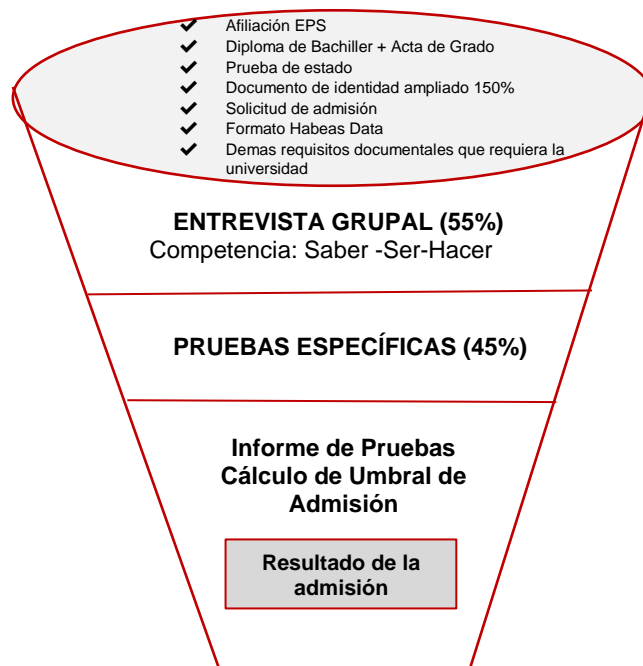 ✔ Afiliación EPS
✔ Diploma de Bachiller + Acta de Grado
✔ Prueba de estado
✔ Documento de identidad ampliado 150%
✔ Solicitud de admisión
✔ Formato Habeas Data
✔ Demas requisitos documentales que requiera la
universidad
ENTREVISTA GRUPAL (55%)
Competencia: Saber -Ser-Hacer
PRUEBAS ESPECÍFICAS (45%)
Informe de Pruebas
Cálculo de Umbral de
Admisión
Resultado de la
admisión